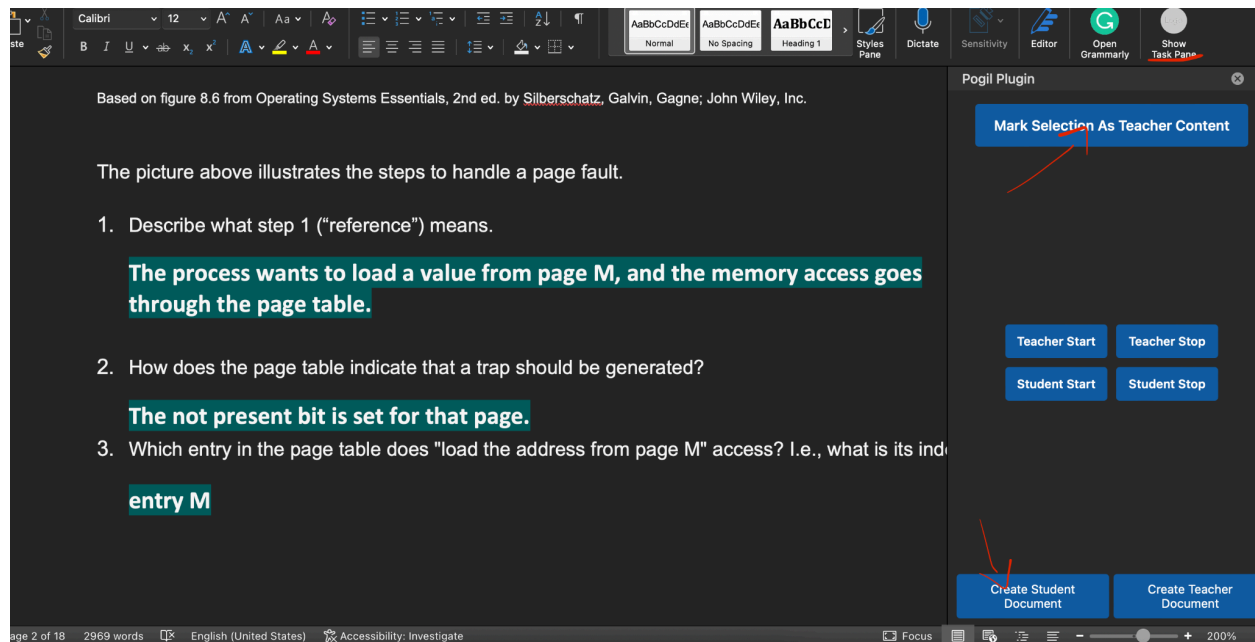 Calibri 12 A^ A˅ Aa A
AaBbCcDdEe AaBbCcDdEe AaBbCcD
ste B I U ab x₂ x² A A Normal No Spacing Heading 1 Styles Pane Dictate Sensitivity Editor Open Grammarly Show Task Pane
Pogil Plugin
Mark Selection As Teacher Content
Based on figure 8.6 from Operating Systems Essentials, 2nd ed. by Silberschatz, Galvin, Gagne; John Wiley, Inc.
The picture above illustrates the steps to handle a page fault.
1. Describe what step 1 (“reference”) means.
The process wants to load a value from page M, and the memory access goes
through the page table.
2. How does the page table indicate that a trap should be generated?
The not present bit is set for that page.
3. Which entry in the page table does "load the address from page M" access? I.e., what is its ind
entry M
Teacher Start Teacher Stop
Student Start Student Stop
Create Student Document
Create Teacher Document
age 2 of 18 2969 words English (United States) Accessibility: Investigate Focus 200%